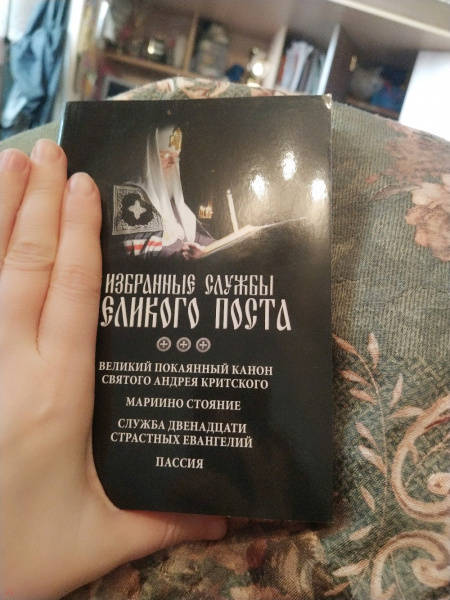 ИЗБРАННЫЕ СЛУЖБЫ
ЕЛИКОГО ПОСТА
ВЕЛИКИЙ ПОКАЯННЫЙ КАНОН
СВЯТОГО АНДРЕЯ КРИТСКОГО
МАРИИНО СТОЯНИЕ
СЛУЖБА ДВЕНАДЦАТИ
СТРАСТНЫХ ЕВАНГЕЛИЙ
ПАССИЯ